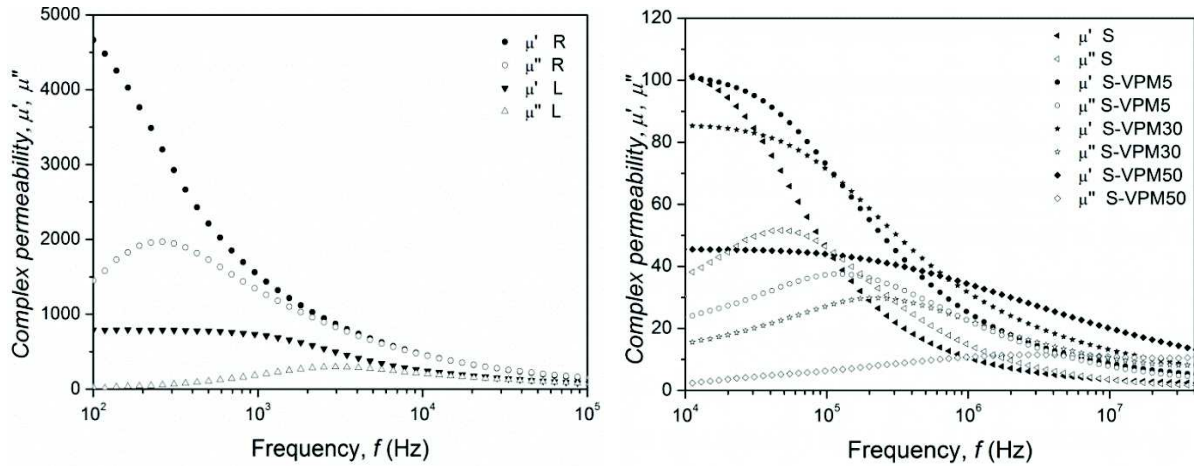 Complex permeability, μ', μ"
5000
4000
3000
2000
1000
0
10²
10³
10⁴
10⁵
Frequency, f (Hz)
μ' R
μ" R
μ' L
μ" L
Complex permeability, μ', μ"
120
100
80
60
40
20
0
10⁴
10⁵
10⁶
10⁷
Frequency, f (Hz)
μ' S
μ" S
μ' S-VPM5
μ" S-VPM5
μ' S-VPM30
μ" S-VPM30
μ' S-VPM50
μ" S-VPM50